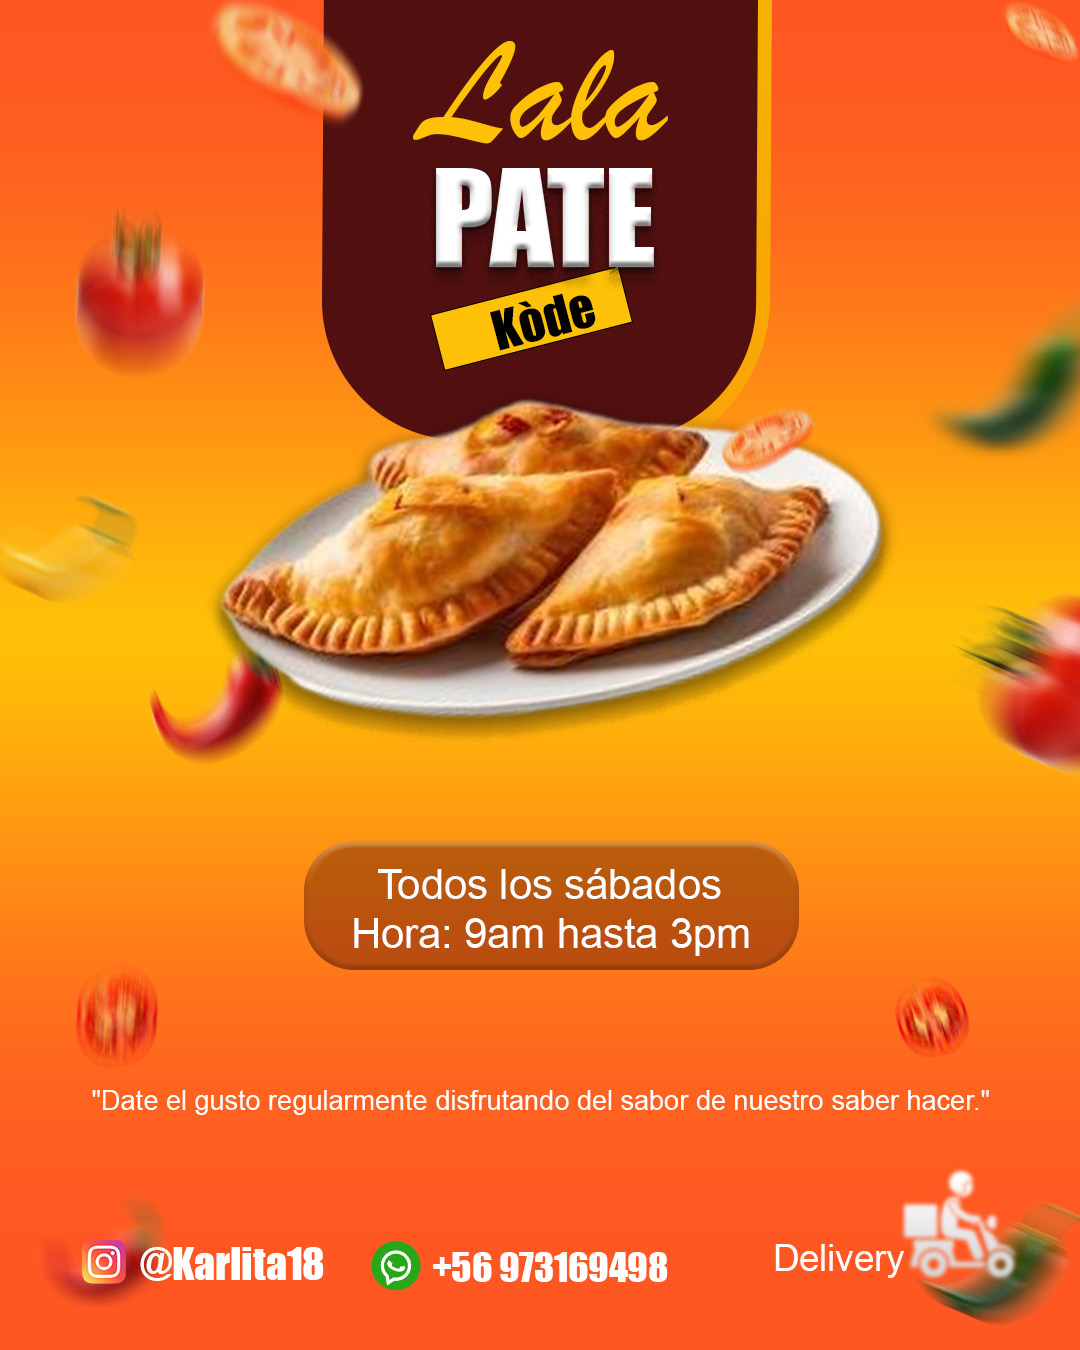 Lala
PATE
Kòde
Todos los sábados
Hora: 9am hasta 3pm
"Date el gusto regularmente disfrutando del sabor de nuestro saber hacer."
@Karlita18
+56 973169498
Delivery